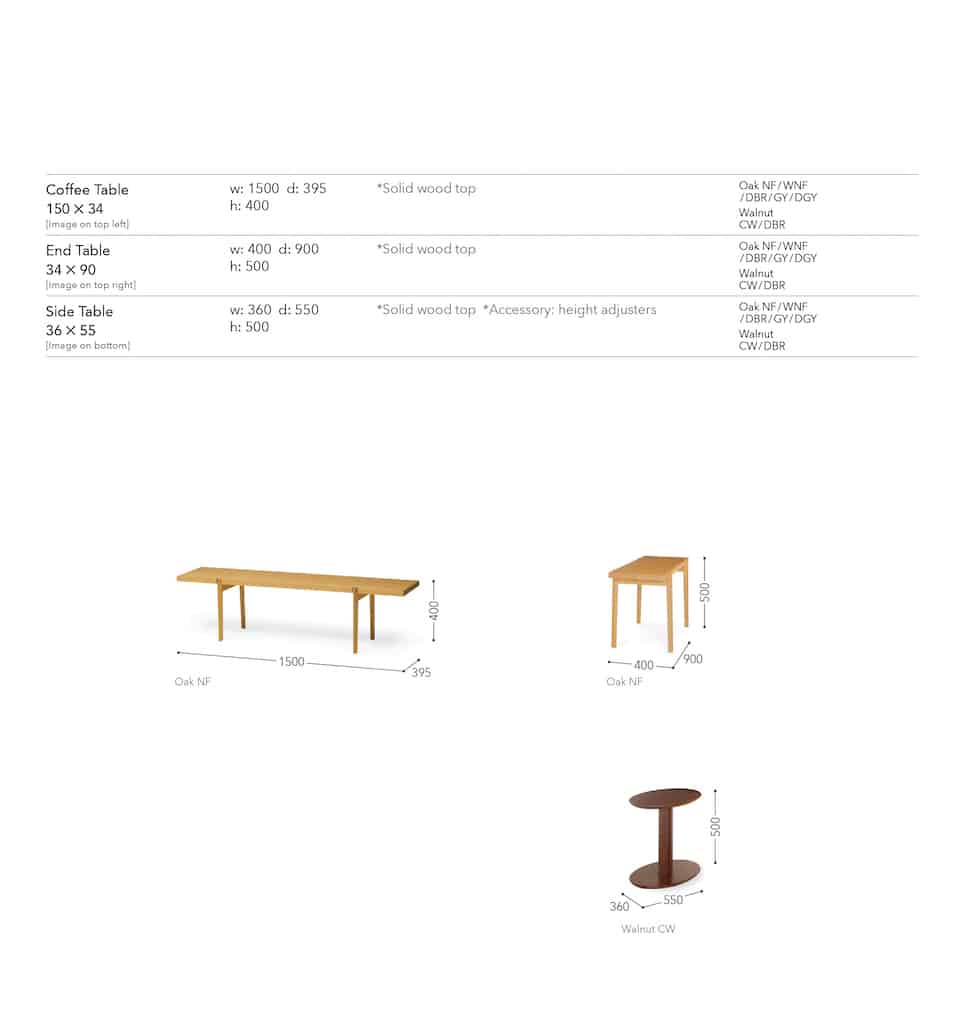 Coffee Table
150 × 34
[Image on top left]
w: 1500 d: 395
h: 400
*Solid wood top
Oak NF/WNF
/DBR/GY/DGY
Walnut
CW/DBR
End Table
34 × 90
[Image on top right]
w: 400 d: 900
h: 500
*Solid wood top
Oak NF/WNF
/DBR/GY/DGY
Walnut
CW/DBR
Side Table
36 × 55
[Image on bottom]
w: 360 d: 550
h: 500
*Solid wood top *Accessory: height adjusters
Oak NF/WNF
/DBR/GY/DGY
Walnut
CW/DBR
400
1500
395
Oak NF
500
400
900
Oak NF
500
360
550
Walnut CW